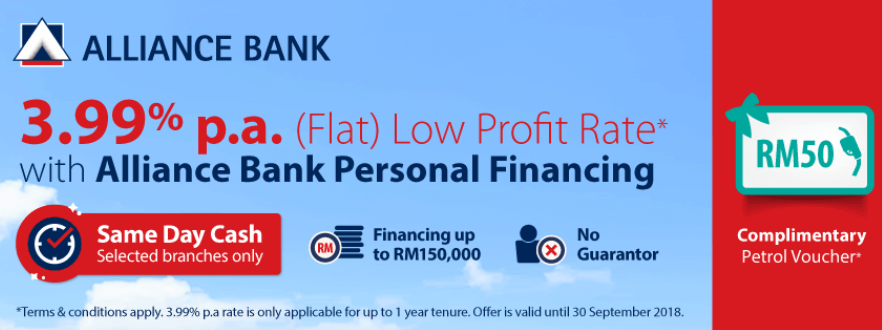 ALLIANCE BANK
3.99% p.a. (Flat) Low Profit Rate*
with Alliance Bank Personal Financing
Same Day Cash
Selected branches only
RM
Financing up
to RM150,000
No
Guarantor
RM50
Complimentary
Petrol Voucher*
*Terms & conditions apply. 3.99% p.a rate is only applicable for up to 1 year tenure. Offer is valid until 30 September 2018.